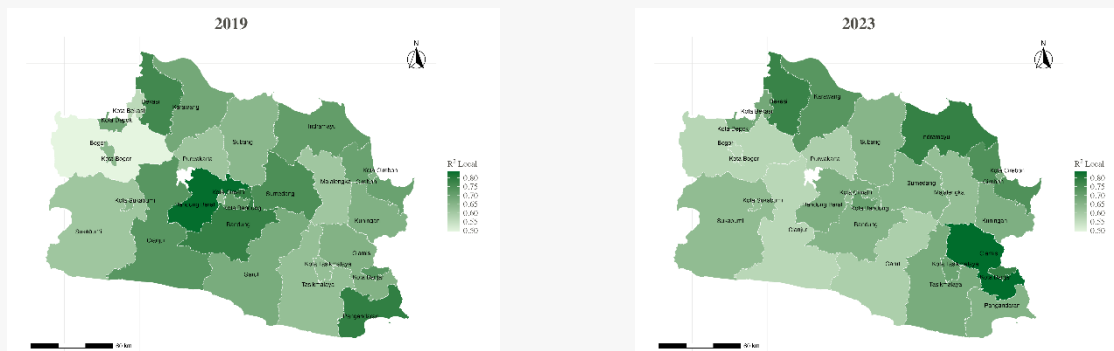 2019
N
Bekasi
Kota Bekasi
Karawang
Kota Depok
Indramayu
Bogor
Subang
Kota Bogor
Purwakarta
Kota Cirebon
Majalengka
Cirebon
Sumedang
Kota Sukabumi
Bandung Barat
Kota Bandung
Kuningan
Bandung
Sukabumi
Cianjur
Ciamis
Garut
Kota Tasikmalaya
Kota Banjar
Tasikmalaya
Pangandaran
R² Local
0.80
0.75
0.70
0.65
0.60
0.55
0.50
2023
N
Bekasi
Karawang
Kota Depok
Indramayu
Bogor
Subang
Kota Bogor
Purwakarta
Kota Cirebon
Cirebon
Sumedang
Majalengka
Kota Cimahi
Kota Sukabumi
Bandung Barat
Kota Bandung
Kuningan
Sukabumi
Bandung
Cianjur
Ciamis
Garut
Kota Tasikmalaya
Kota Banjar
Tasikmalaya
Pangandaran
R² Local
0.80
0.75
0.70
0.65
0.60
0.55
0.50